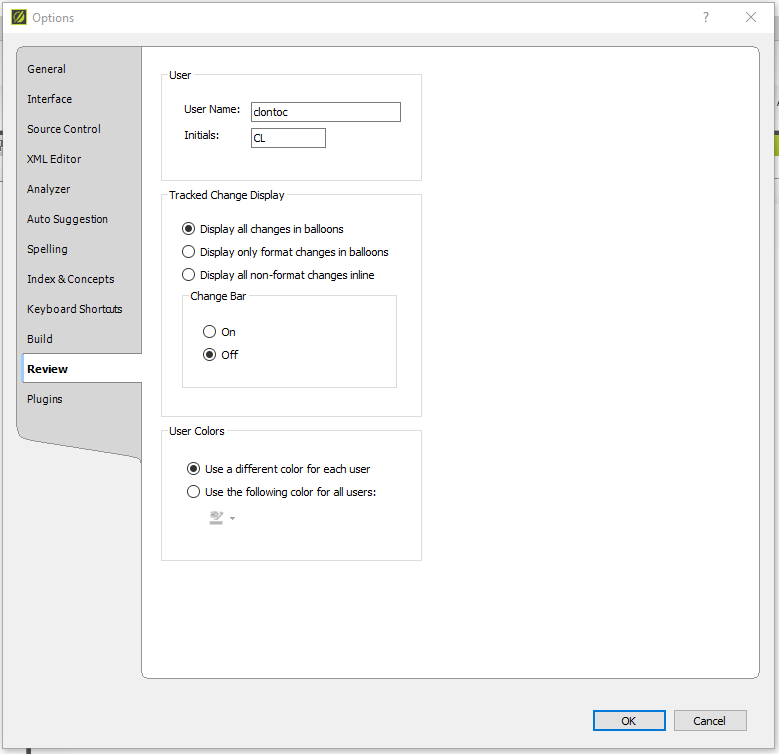 Options
?
General
Interface
Source Control
XML Editor
Analyzer
Auto Suggestion
Spelling
Index & Concepts
Keyboard Shortcuts
Build
Review
Plugins
User
User Name: clontoc
Initials: CL
Tracked Change Display
Display all changes in balloons
Display only format changes in balloons
Display all non-format changes inline
Change Bar
On
Off
User Colors
Use a different color for each user
Use the following color for all users:
OK Cancel